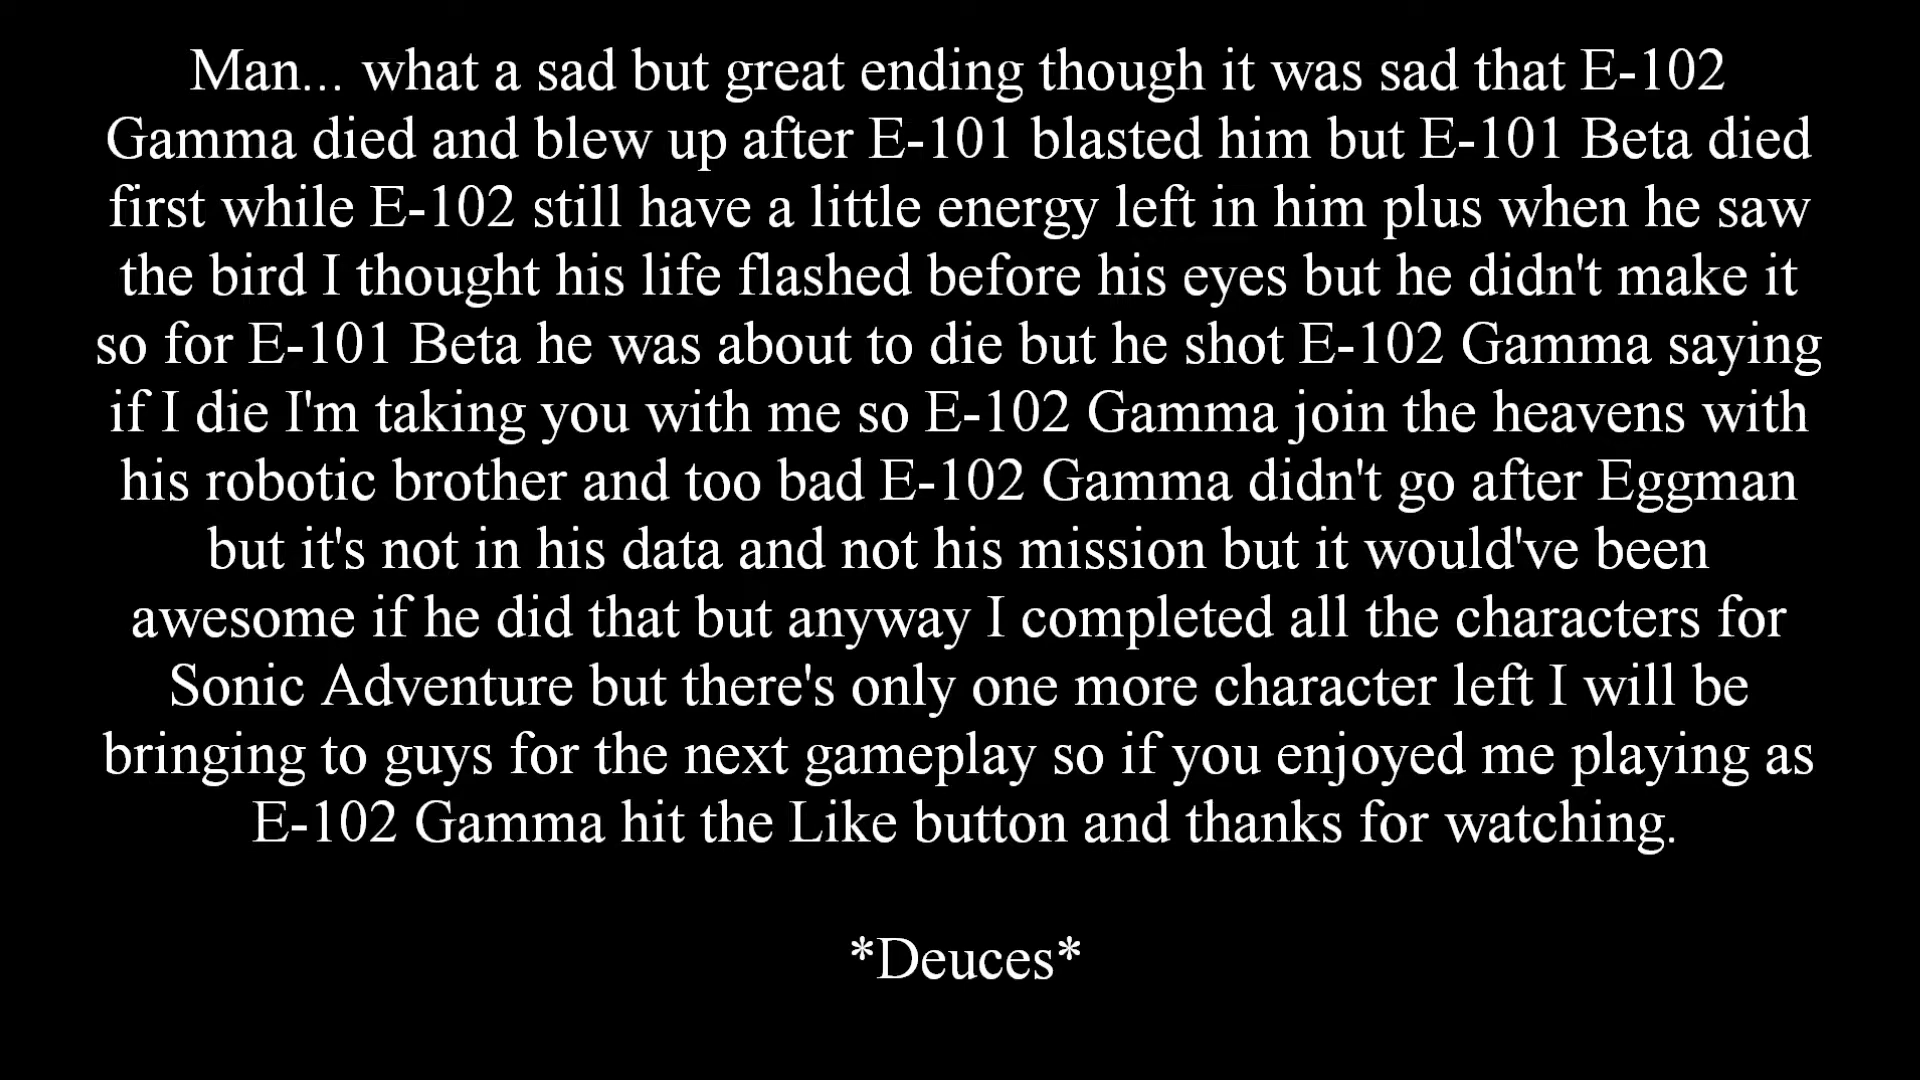 Man... what a sad but great ending though it was sad that E-102
Gamma died and blew up after E-101 blasted him but E-101 Beta died
first while E-102 still have a little energy left in him plus when he saw
the bird I thought his life flashed before his eyes but he didn't make it
so for E-101 Beta he was about to die but he shot E-102 Gamma saying
if I die I'm taking you with me so E-102 Gamma join the heavens with
his robotic brother and too bad E-102 Gamma didn't go after Eggman
but it's not in his data and not his mission but it would've been
awesome if he did that but anyway I completed all the characters for
Sonic Adventure but there's only one more character left I will be
bringing to guys for the next gameplay so if you enjoyed me playing as
E-102 Gamma hit the Like button and thanks for watching.
*Deuces*